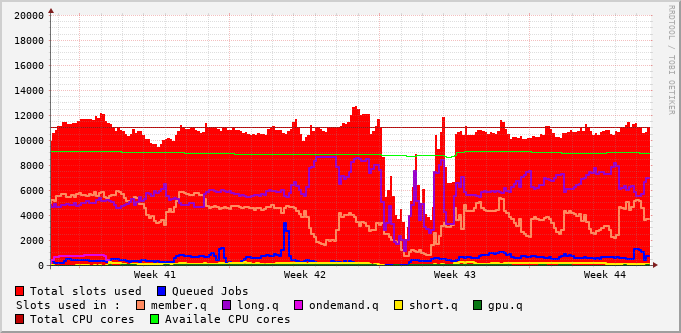 RRDTOOL / TOBI OETIKER
20000
18000
16000
14000
12000
10000
8000
6000
4000
2000
0
Week 41 Week 42 Week 43 Week 44
Total slots used Queued Jobs
Slots used in : member.q long.q ondemand.q short.q gpu.q
Total CPU cores Availale CPU cores